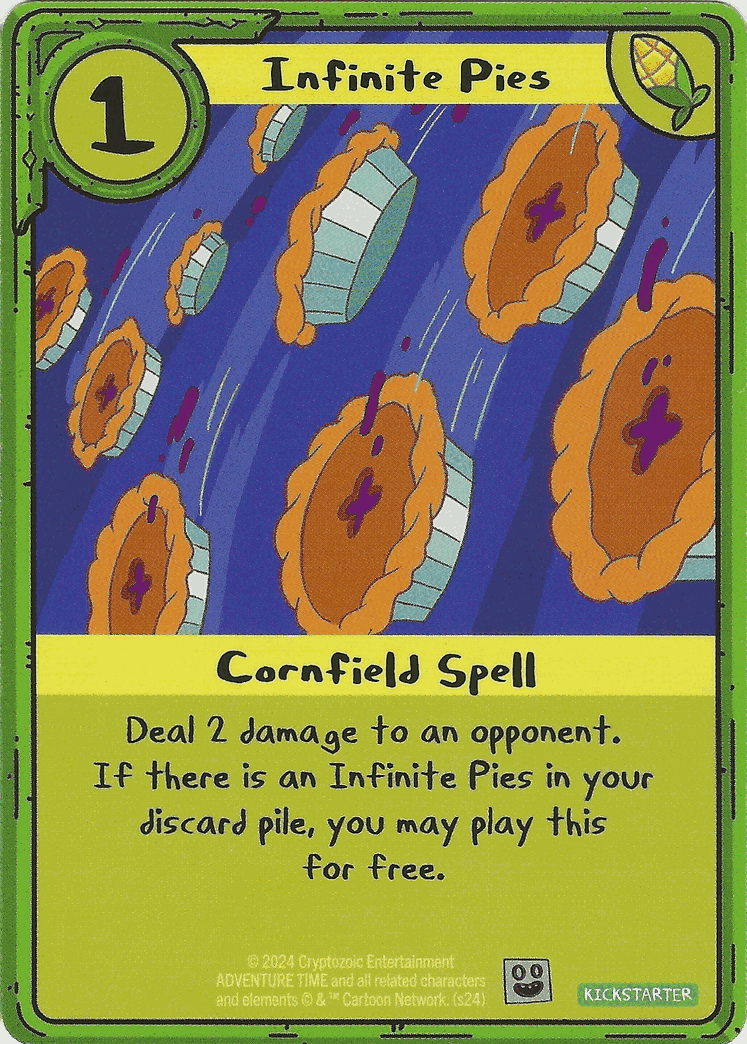 1
Infinite Pies
Cornfield Spell
Deal 2 damage to an opponent.
If there is an Infinite Pies in your
discard pile, you may play this
for free.
© 2024 Cryptozoic Entertainment
ADVENTURE TIME and all related characters
and elements © & ™ Cartoon Network. (s24)
KICKSTARTER